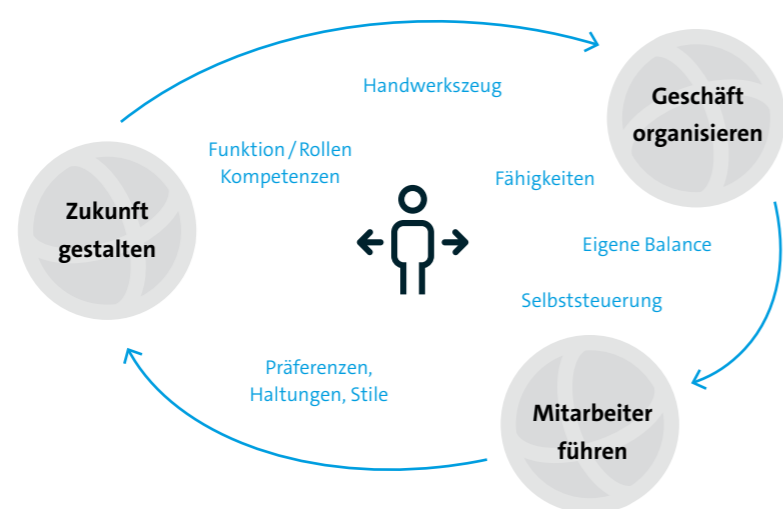 Handwerkszeug
Geschäft
organisieren
Funktion / Rollen
Kompetenzen
Fähigkeiten
Zukunft
gestalten
Eigene Balance
Selbststeuerung
Präferenzen,
Haltungen, Stile
Mitarbeiter
führen